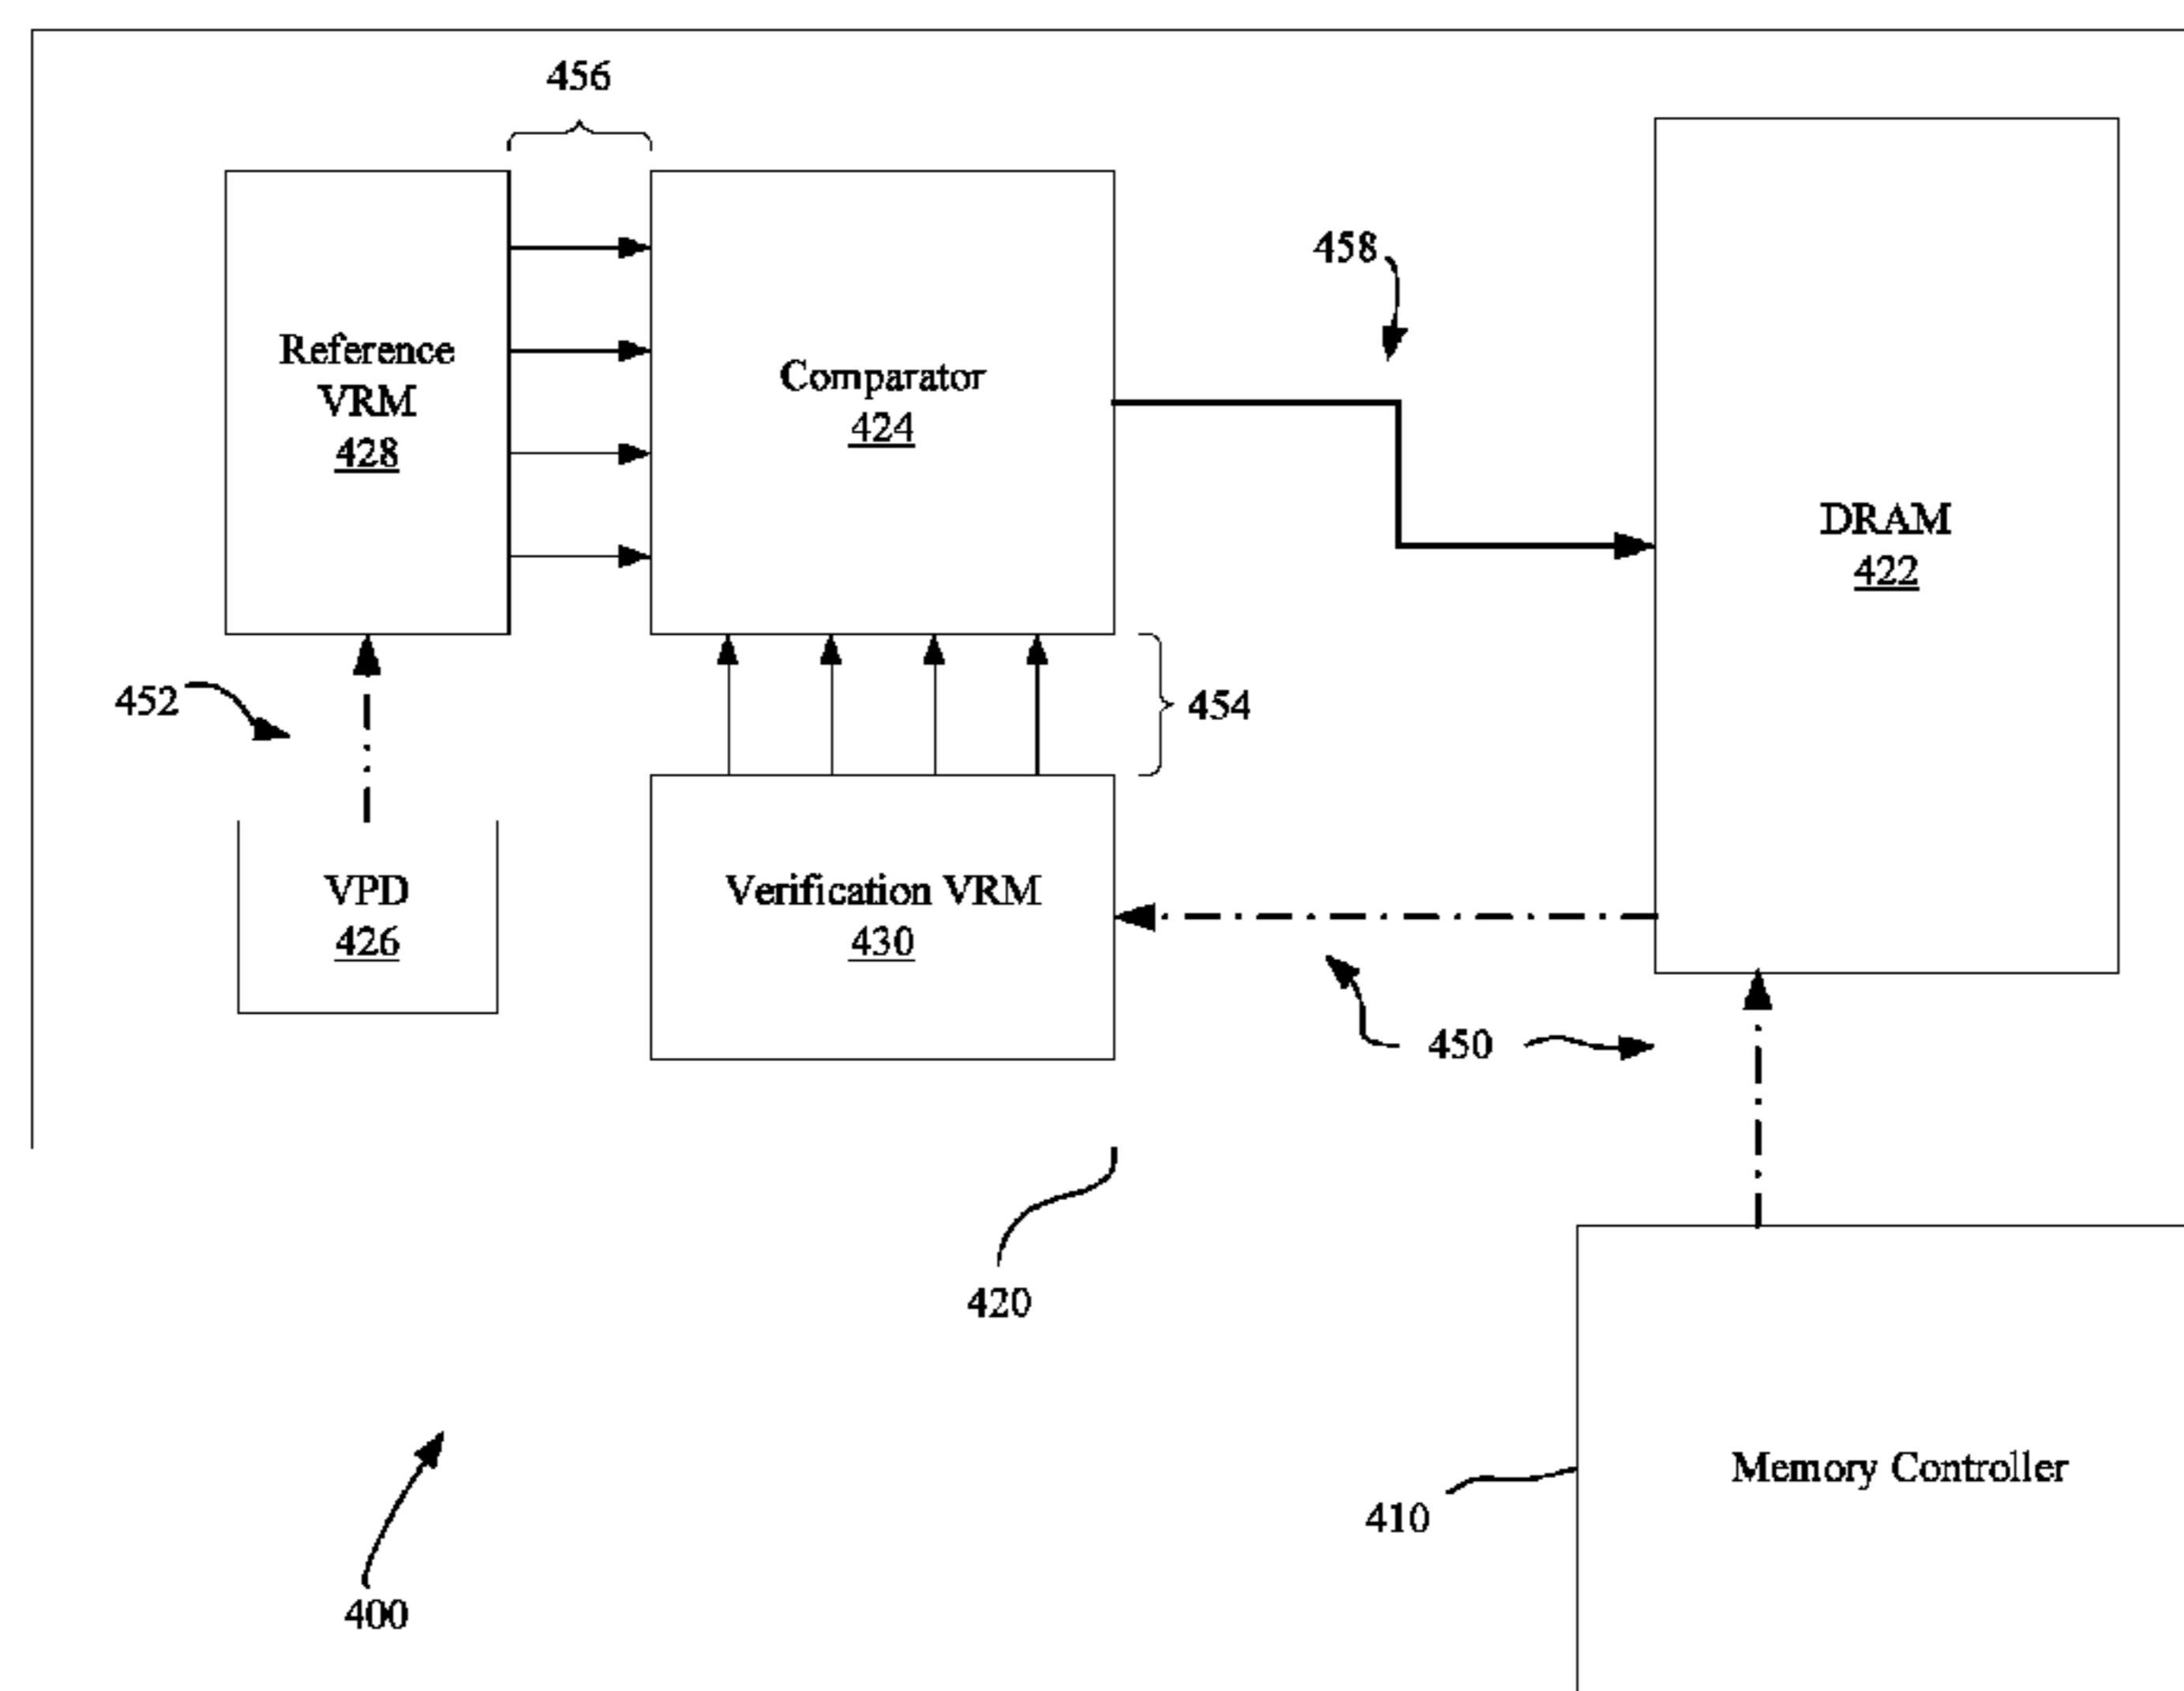 456
458
Reference
VRM
428
Comparator
424
DRAM
422
452
454
VPD
426
Verification VRM
430
450
420
Memory Controller
410
400